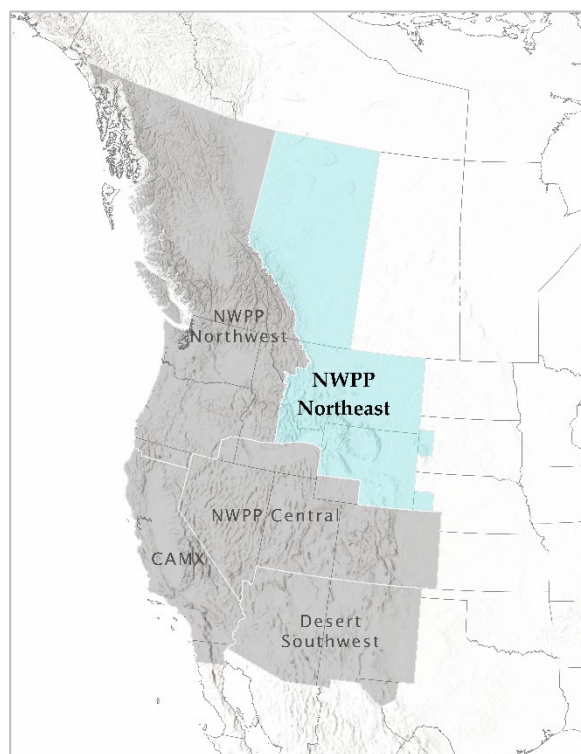 NWPP
Northwest
NWPP
Northeast
NWPP Central
CAMX
Desert
Southwest